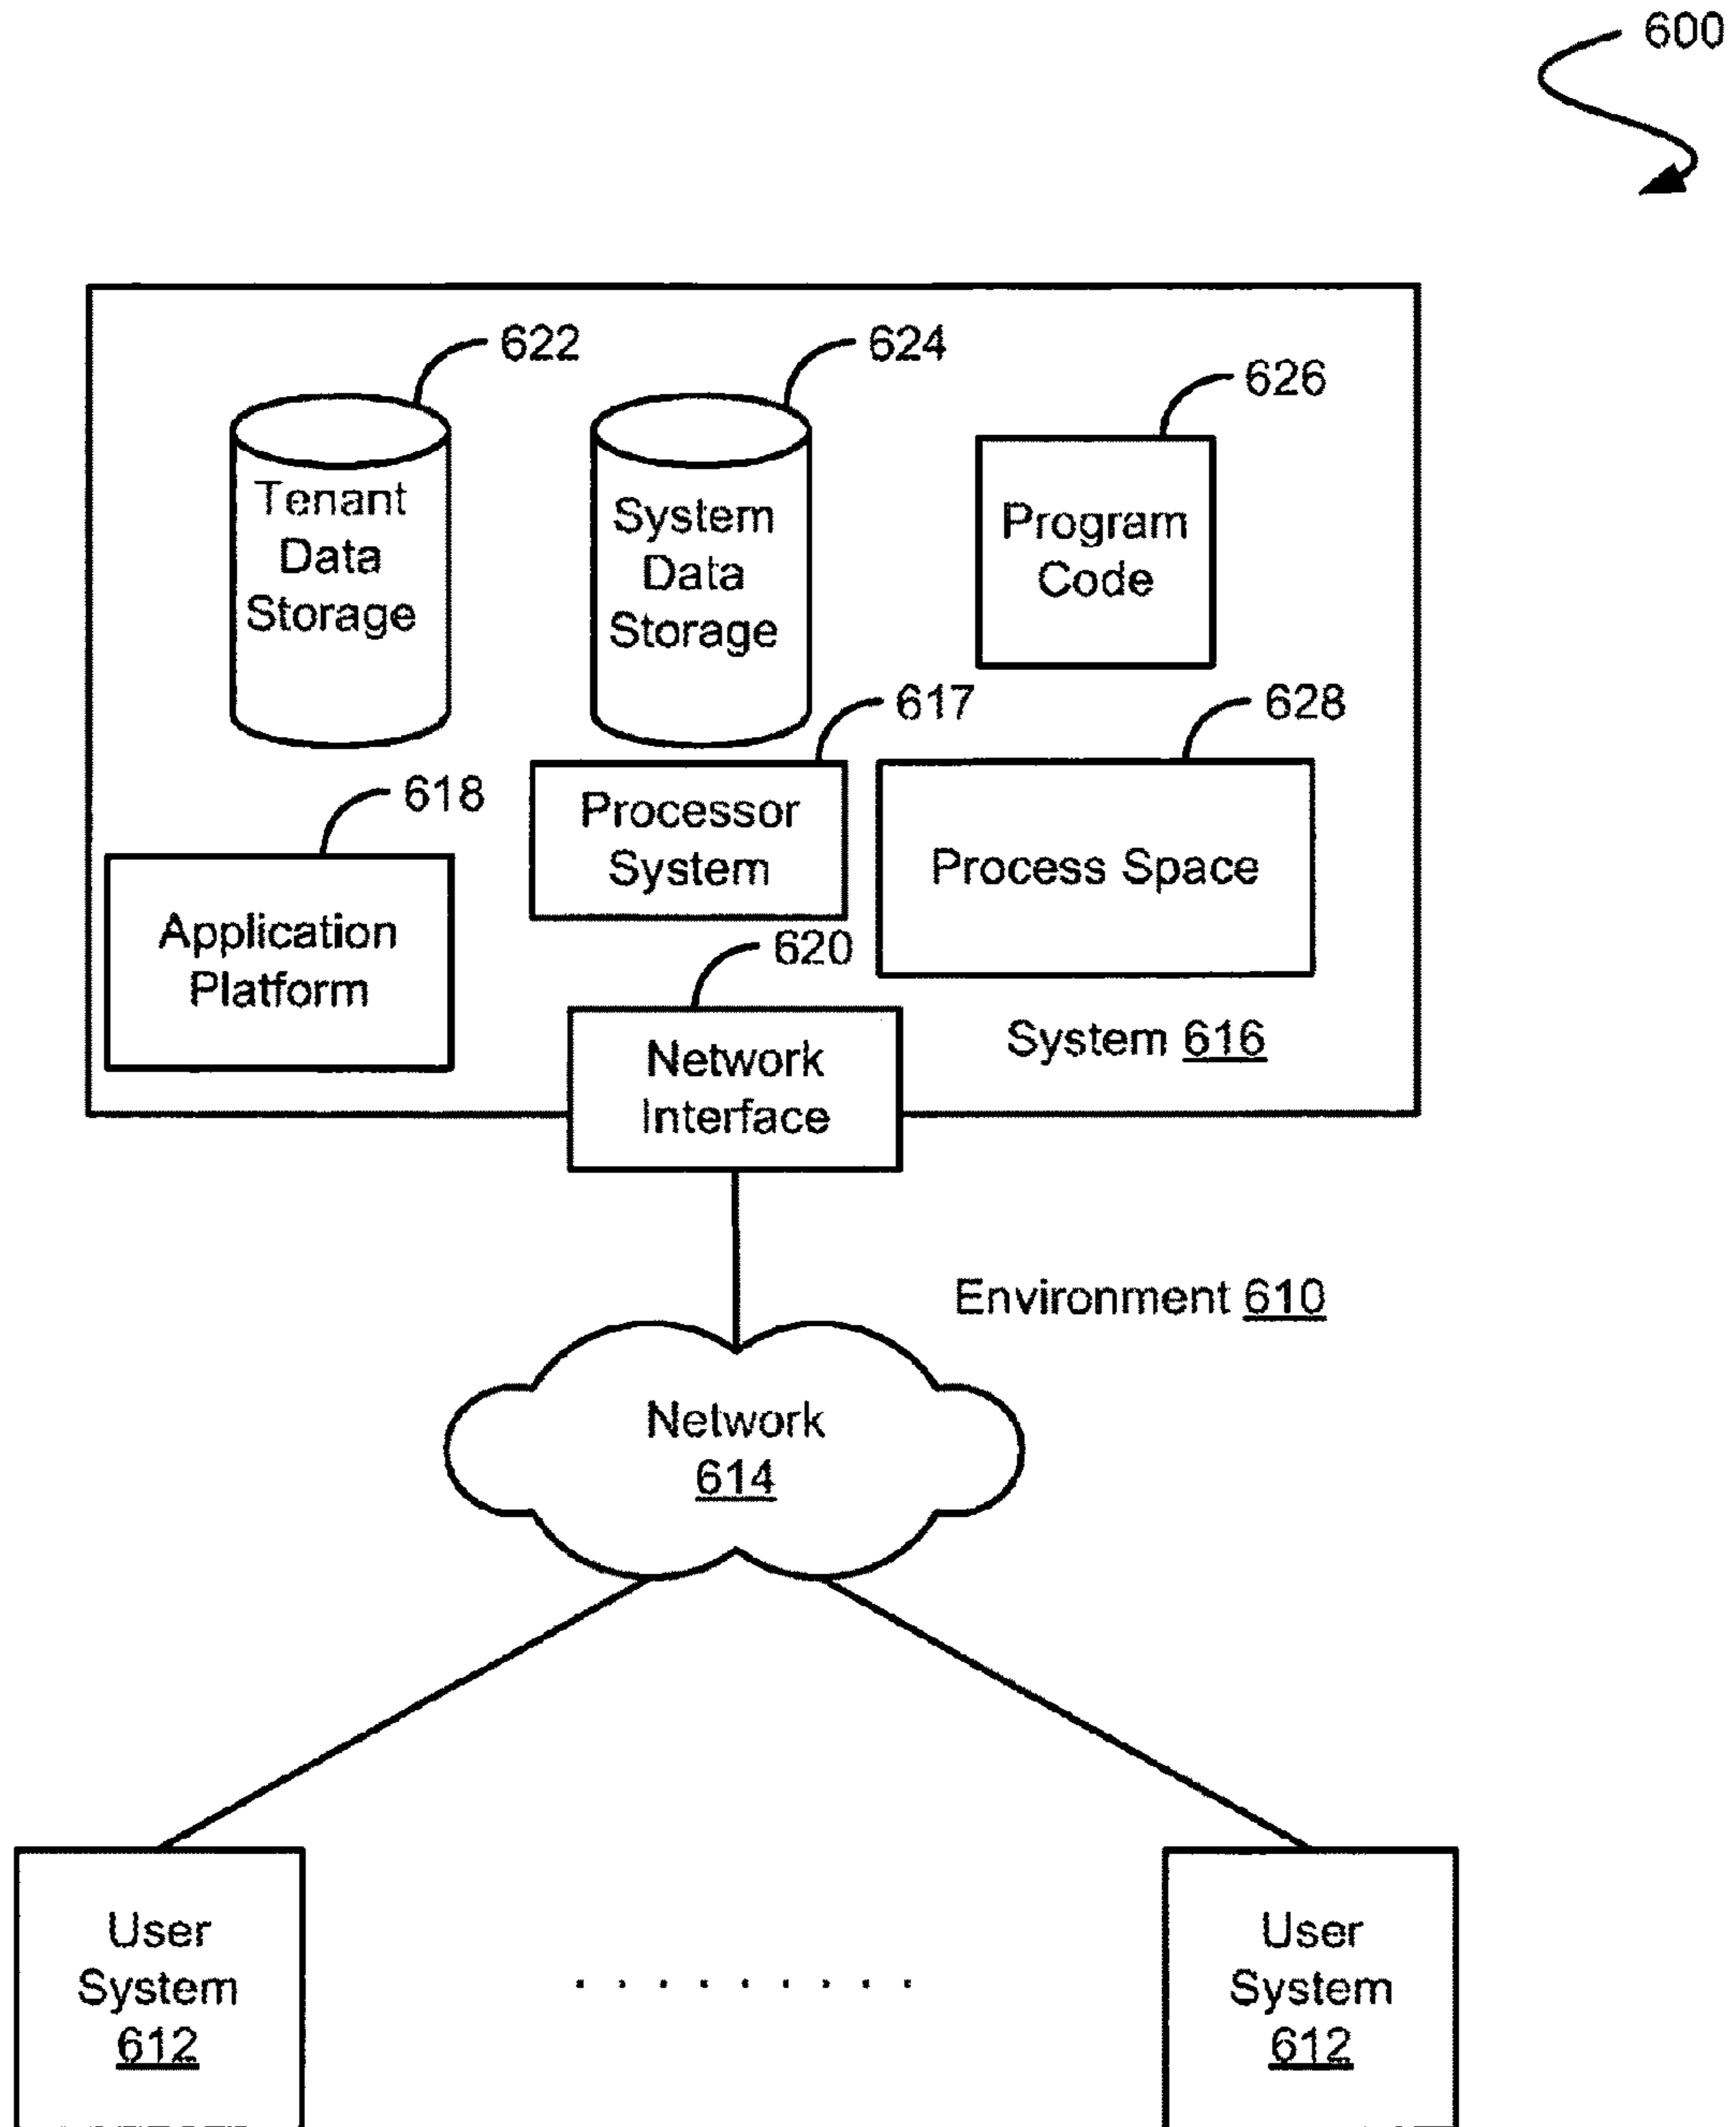 600
622
624
626
Tenant
Data
Storage
System
Data
Storage
Program
Code
617
628
618
Processor
System
Process Space
Application
Platform
620
Network
Interface
System 616
Environment 610
Network
614
User
System
612
.........
User
System
612